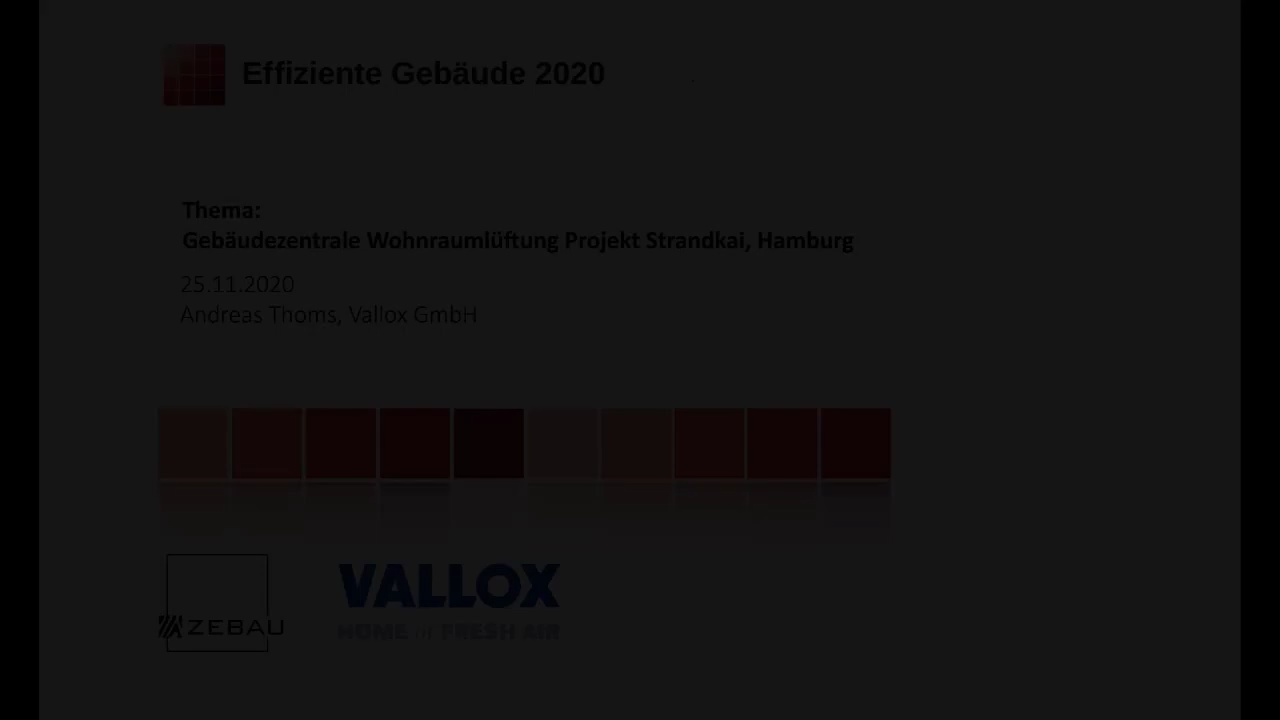 Effiziente Gebäude 2020
Thema:
Gebäudezentrale Wohnraumlüftung Projekt Strandkai, Hamburg
25.11.2020
Andreas Thoms, Vallox GmbH
ZEBAU
VALLOX
HOME of FRESH AIR